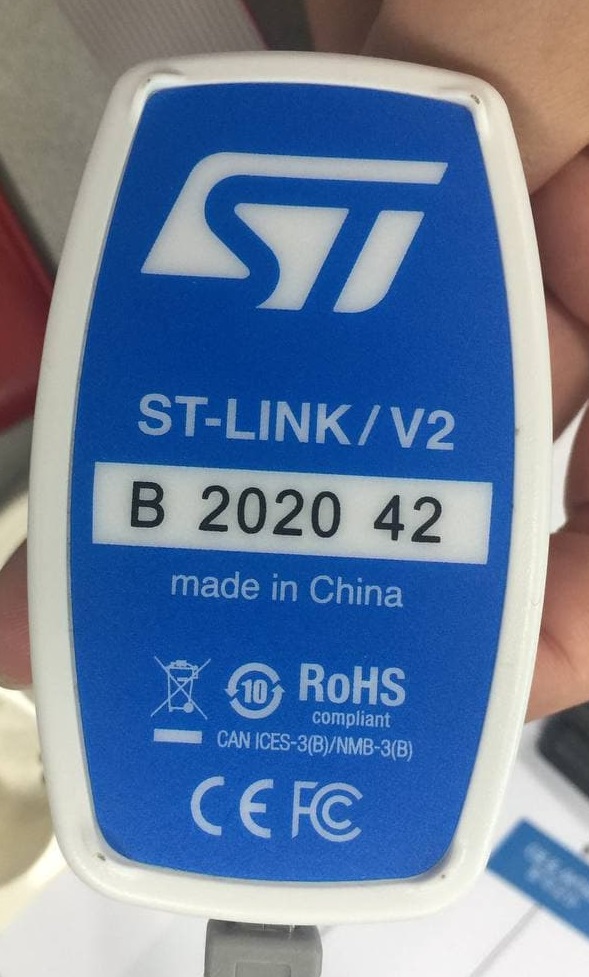 ST
ST-LINK/V2
B 2020 42
made in China
10 RoHS
compliant
CAN ICES-3(B)/NMB-3(B)
CE FC